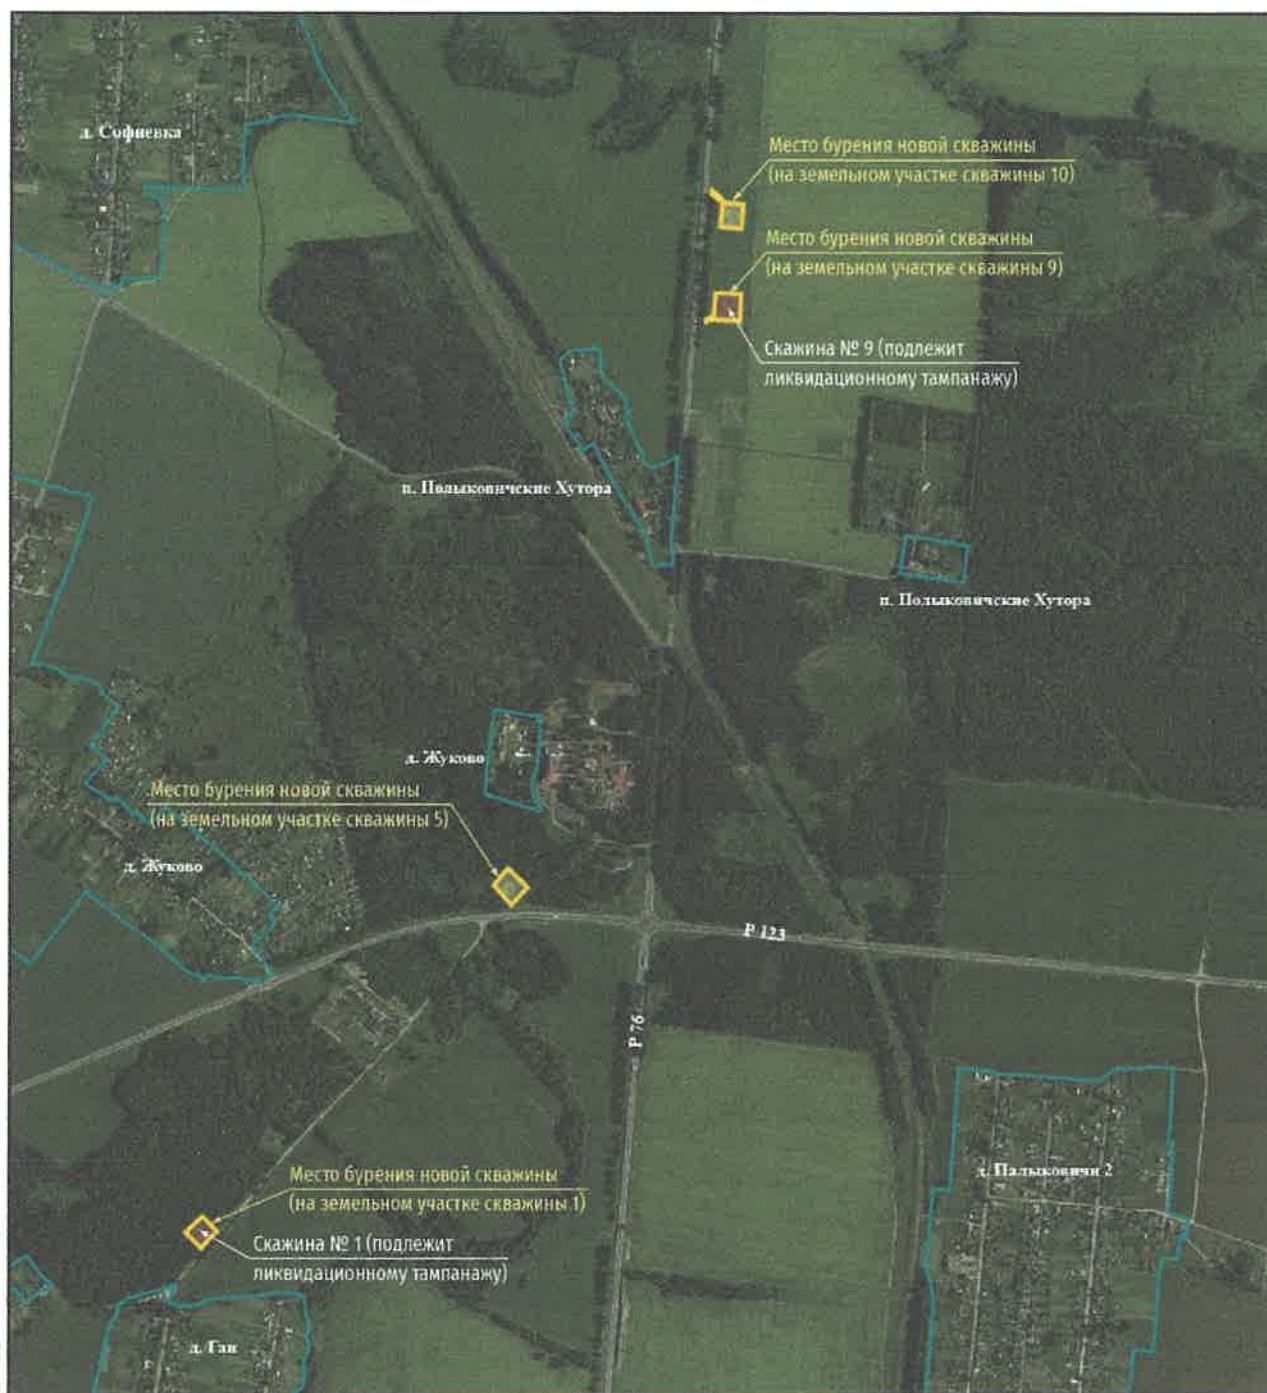 д. Софиевка
Место бурения новой скважины
(на земельном участке скважины 10)
Место бурения новой скважины
(на земельном участке скважины 9)
Скажина № 9 (подлежит
ликвидационному тампанажу)
п. Полыковичские Хутора
п. Полыковичские Хутора
д. Жуково
Место бурения новой скважины
(на земельном участке скважины 5)
д. Жуково
Р 123
Р 76
Место бурения новой скважины
(на земельном участке скважины 1)
Скажина № 1 (подлежит
ликвидационному тампанажу)
д. Палыковичи 2
д. Гаи